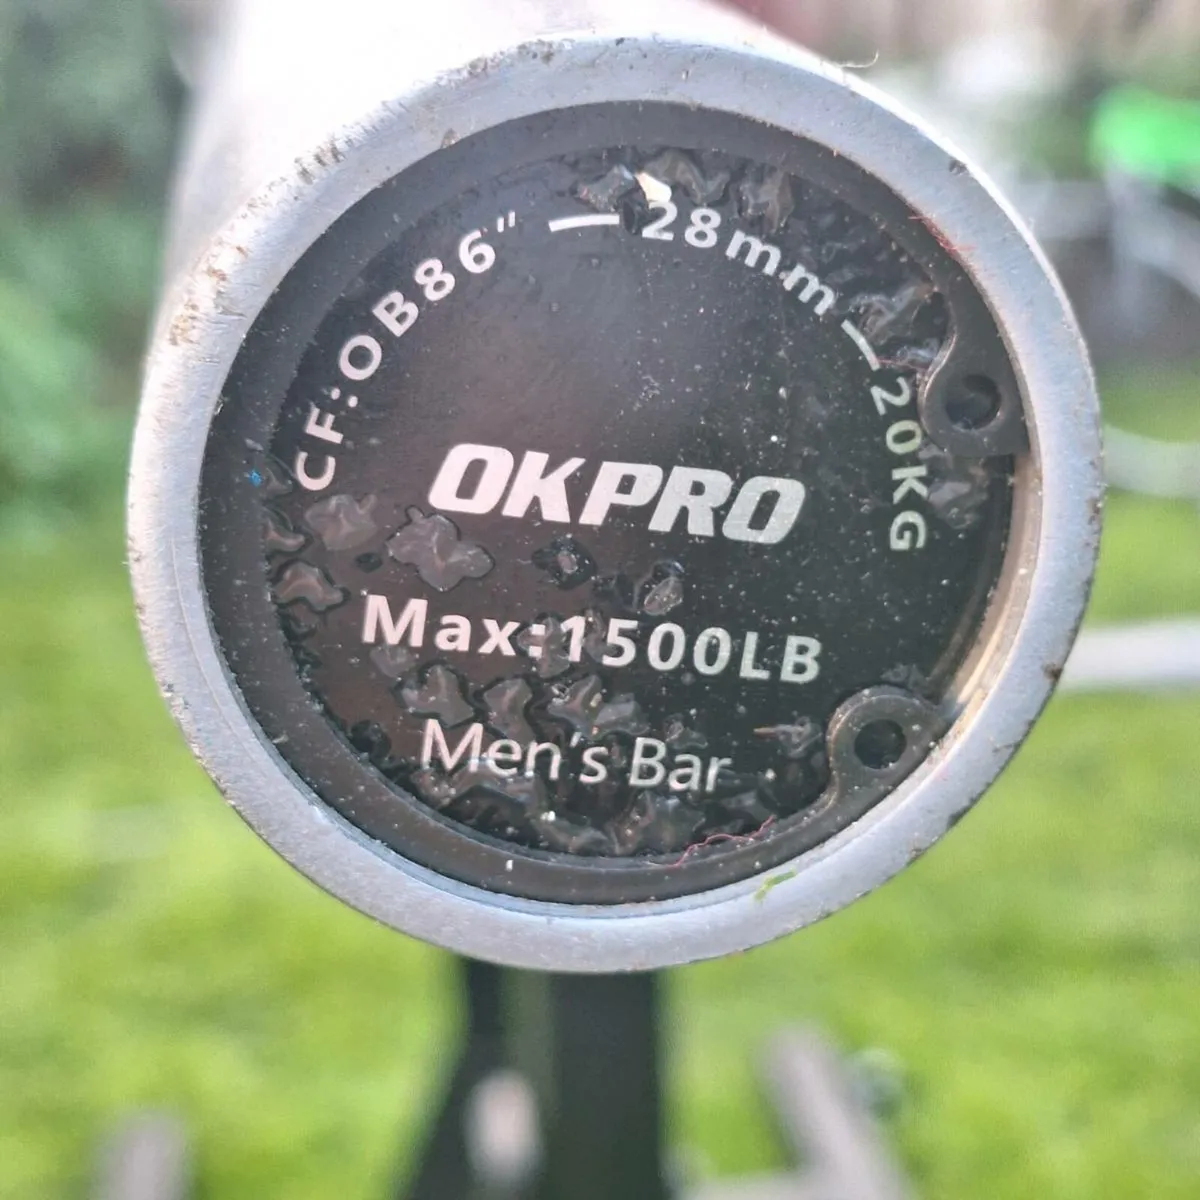 CF:OB86" — 28mm — 20KG
OKPRO
Max:1500LB
Men's Bar